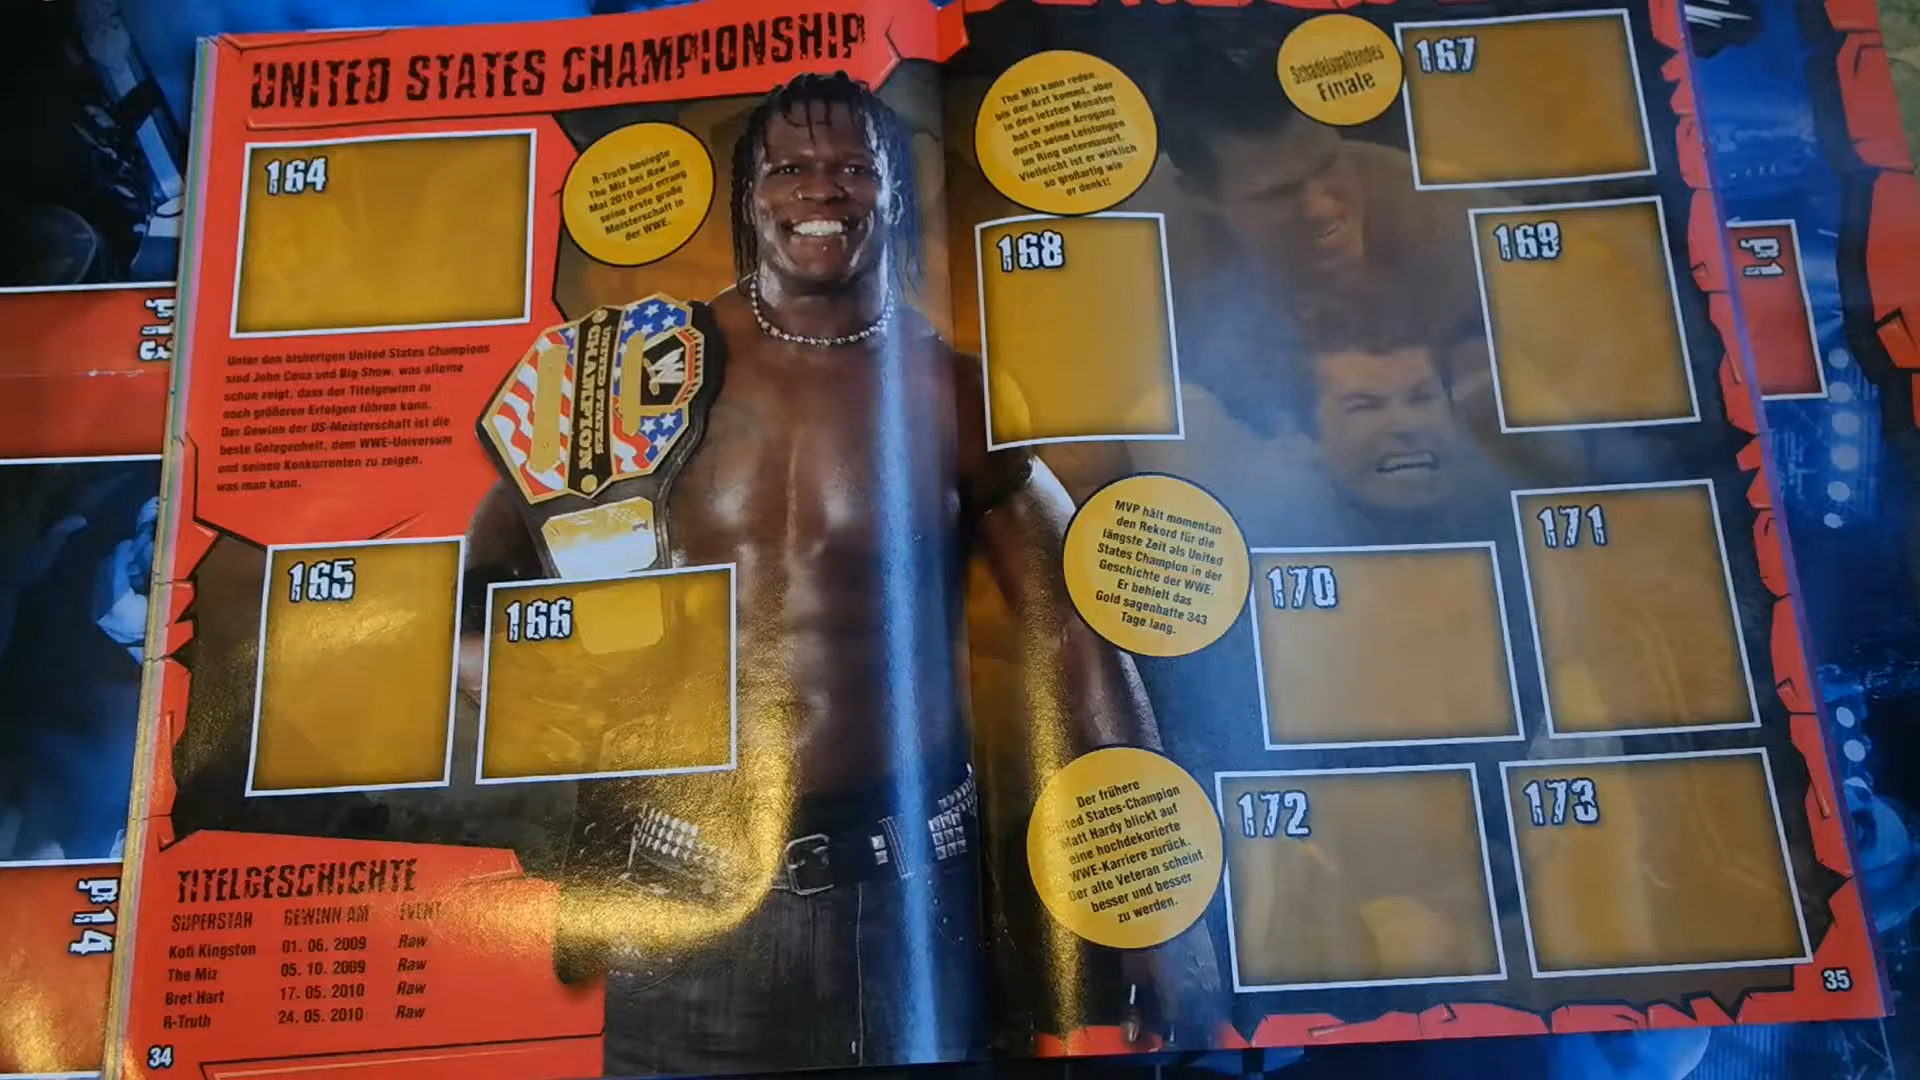 UNITED STATES CHAMPIONSHIP
164
R-Truth besiegte
The Miz bei Raw im
Mai 2010 und errang
seine erste große
Meisterschaft in
der WWE.
Unter den bisherigen United States Champions
sind John Cena und Big Show, was alleine
schon zeigt, dass der Titelgewinn zu
noch größeren Erfolgen führen kann.
Der Gewinn der US-Meisterschaft ist die
beste Gelegenheit, dem WWE-Universum
und seinen Konkurrenten zu zeigen,
was man kann.
UNITED STATES
CHAMPION
165
166
TITELGESCHICHTE
SUPERSTAR GEWINN AM EVENT
Kofi Kingston 01. 06. 2009 Raw
The Miz 05. 10. 2009 Raw
Bret Hart 17. 05. 2010 Raw
R-Truth 24. 05. 2010 Raw
34
The Miz kann reden
bis der Arzt kommt, aber
in den letzten Monaten
hat er seine Arroganz
durch seine Leistungen
im Ring untermauert.
Vielleicht ist er wirklich
so großartig wie
er denkt!
Schädelspaltendes
Finale
167
168
169
MVP hält momentan
den Rekord für die
längste Zeit als United
States Champion in der
Geschichte der WWE.
Er behielt das
Gold sagenhafte 343
Tage lang.
170
171
Der frühere
United States-Champion
Matt Hardy blickt auf
eine hochdekorierte
WWE-Karriere zurück.
Der alte Veteran scheint
besser und besser
zu werden.
172
173
35
P13
P14
P1